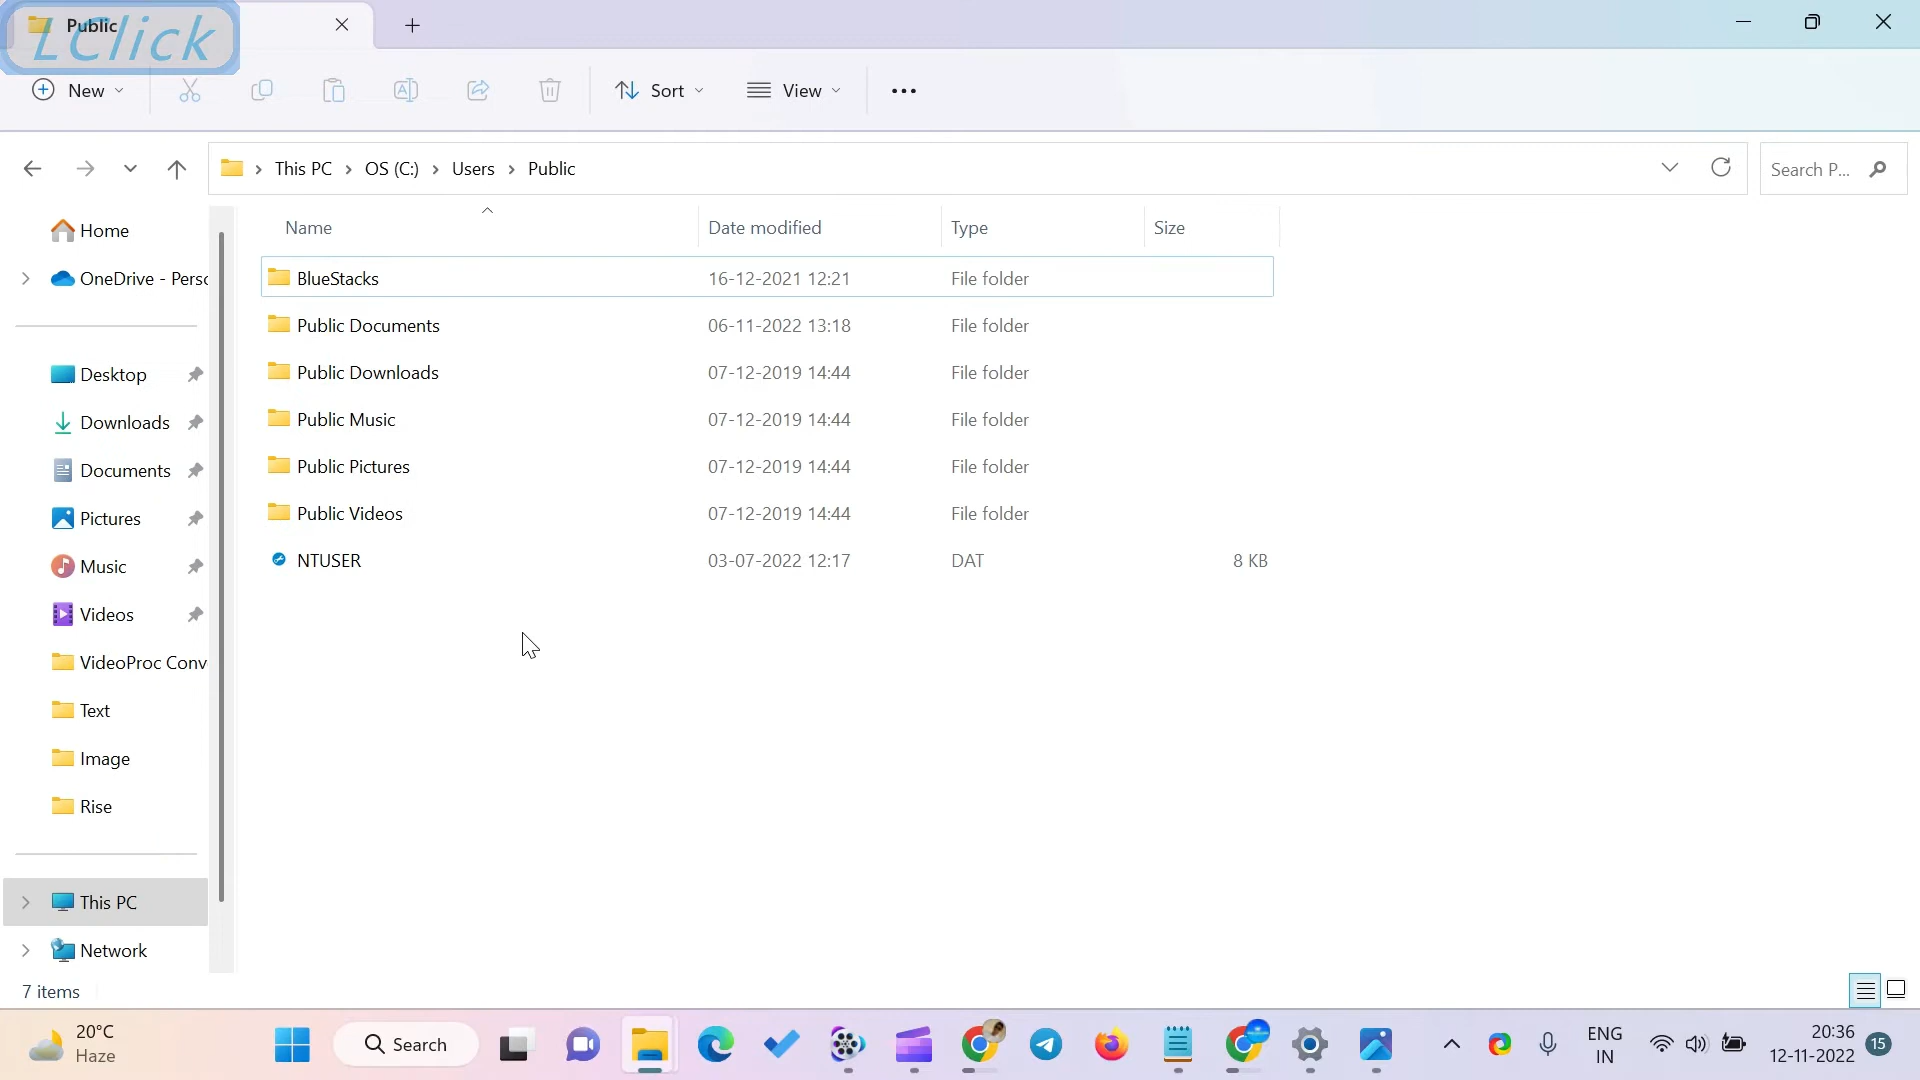 Public
LClick
New
Sort
View
This PC
OS (C:)
Users
Public
Search P...
Home
OneDrive - Persc
Desktop
Downloads
Documents
Pictures
Music
Videos
VideoProc Conv
Text
Image
Rise
This PC
Network
Name Date modified Type Size
BlueStacks 16-12-2021 12:21 File folder
Public Documents 06-11-2022 13:18 File folder
Public Downloads 07-12-2019 14:44 File folder
Public Music 07-12-2019 14:44 File folder
Public Pictures 07-12-2019 14:44 File folder
Public Videos 07-12-2019 14:44 File folder
NTUSER 03-07-2022 12:17 DAT 8 KB
7 items
20°C
Haze
Search
ENG
IN
20:36
12-11-2022
15